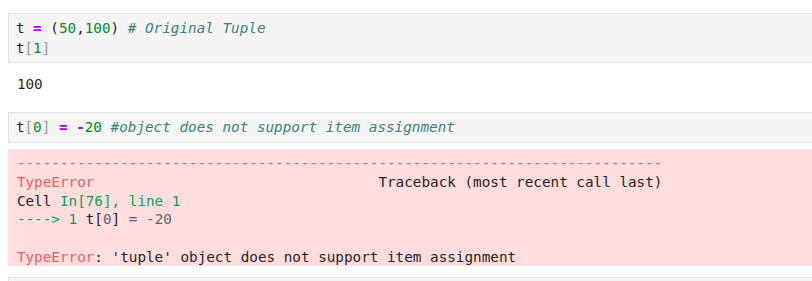 t = (50,100) # Original Tuple
t[1]
100
t[0] = -20 #object does not support item assignment
---------------------------------------------------------------------------
TypeError                                 Traceback (most recent call last)
Cell In[76], line 1
----> 1 t[0] = -20

TypeError: 'tuple' object does not support item assignment